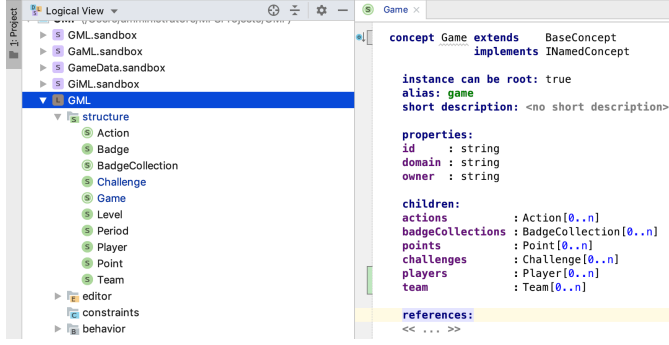 1: Project
Logical View
GML.sandbox
GaML.sandbox
GameData.sandbox
GiML.sandbox
GML
structure
Action
Badge
BadgeCollection
Challenge
Game
Level
Period
Player
Point
Team
editor
constraints
behavior
Game
concept Game extends BaseConcept
implements INamedConcept
instance can be root: true
alias: game
short description: <no short description>
properties:
id : string
domain : string
owner : string
children:
actions : Action[0..n]
badgeCollections : BadgeCollection[0..n]
points : Point[0..n]
challenges : Challenge[0..n]
players : Player[0..n]
team : Team[0..n]
references:
<< ... >>